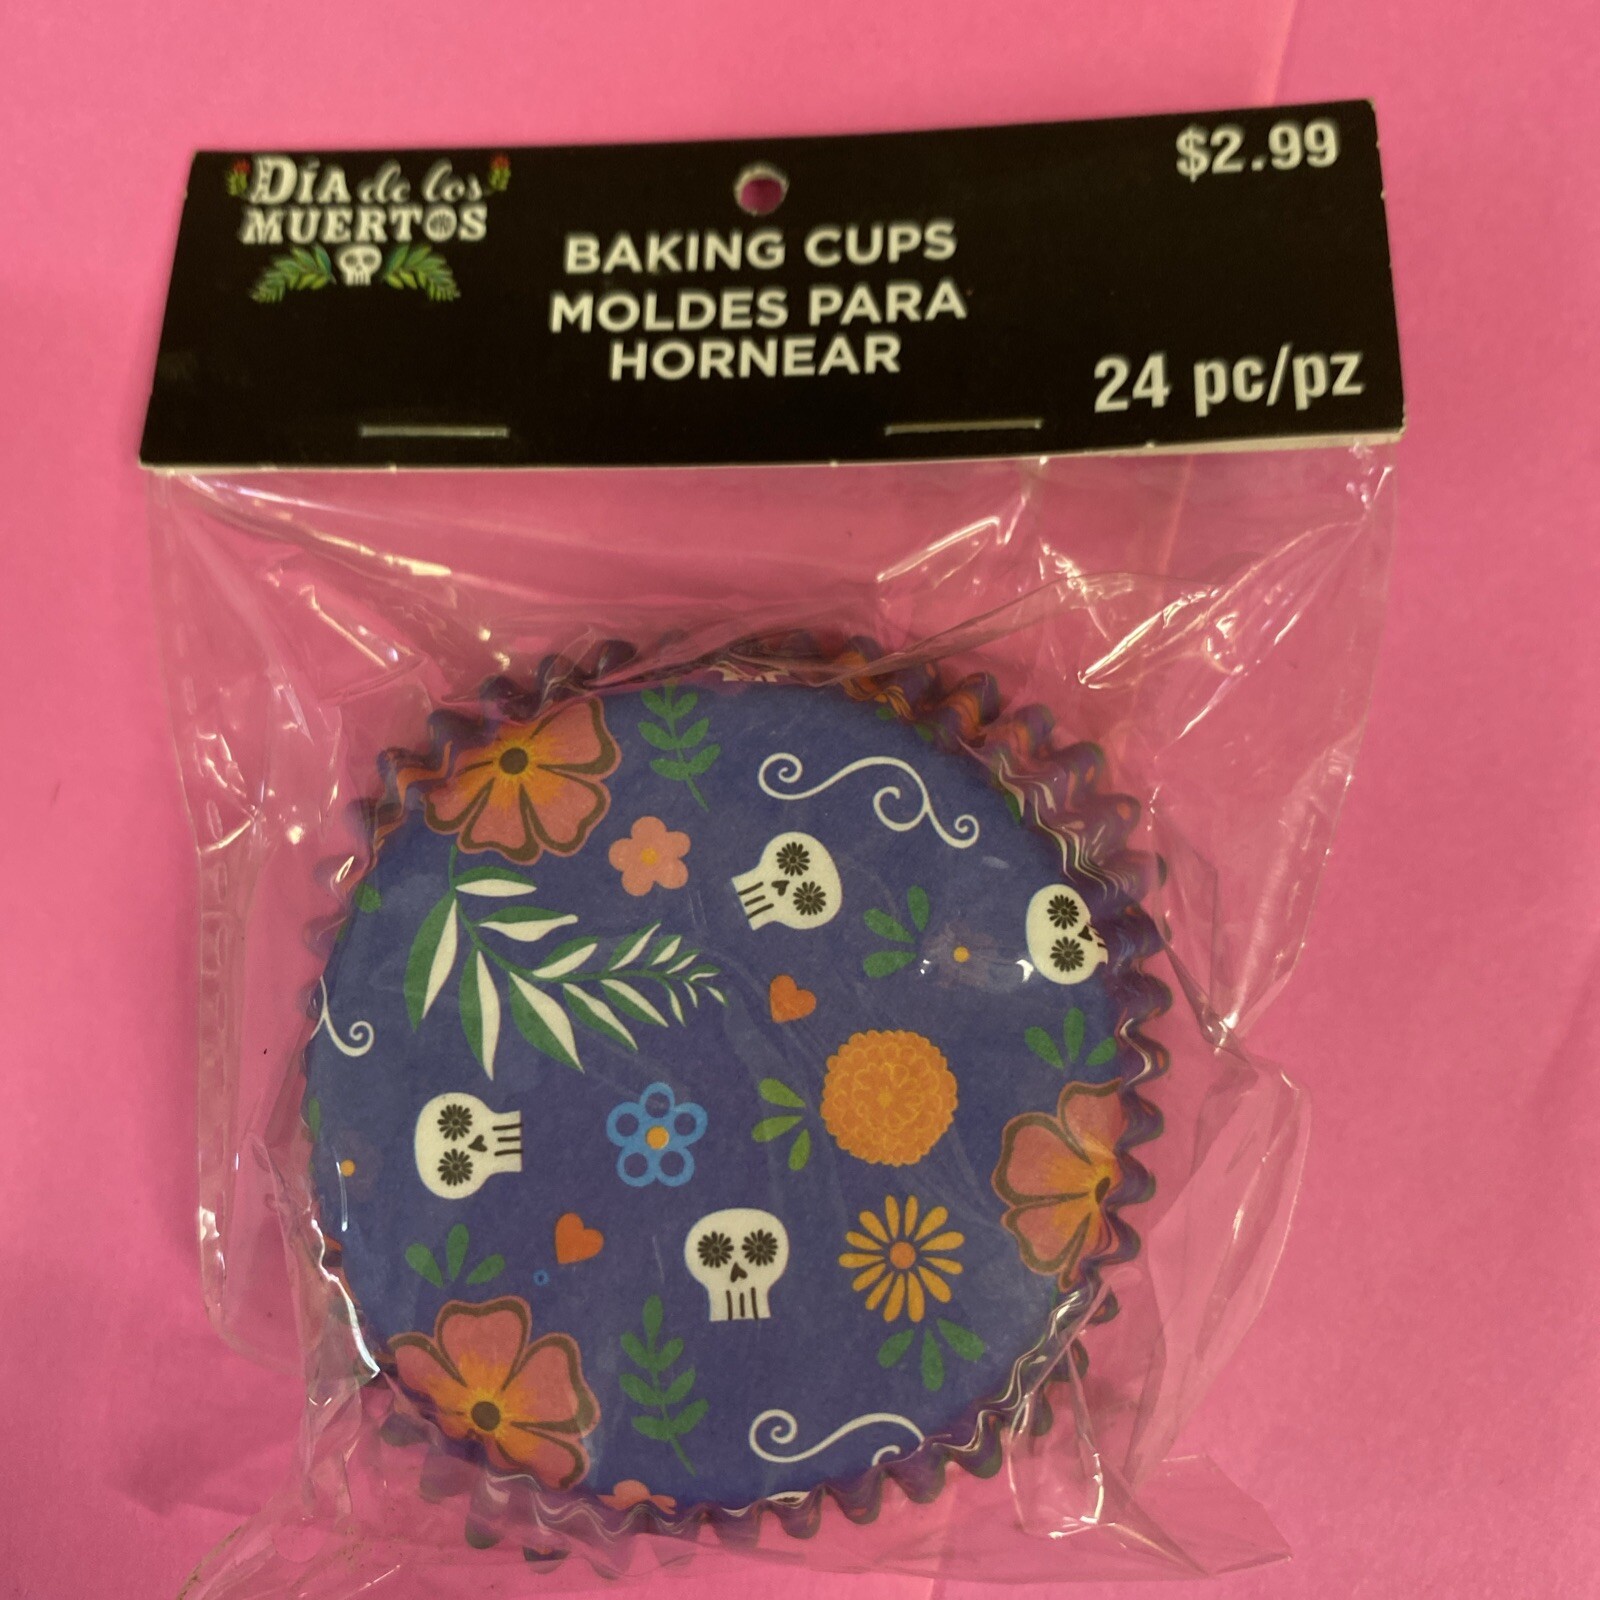 DÍA de los
MUERTOS
$2.99
BAKING CUPS
MOLDES PARA
HORNEAR
24 pc/pz